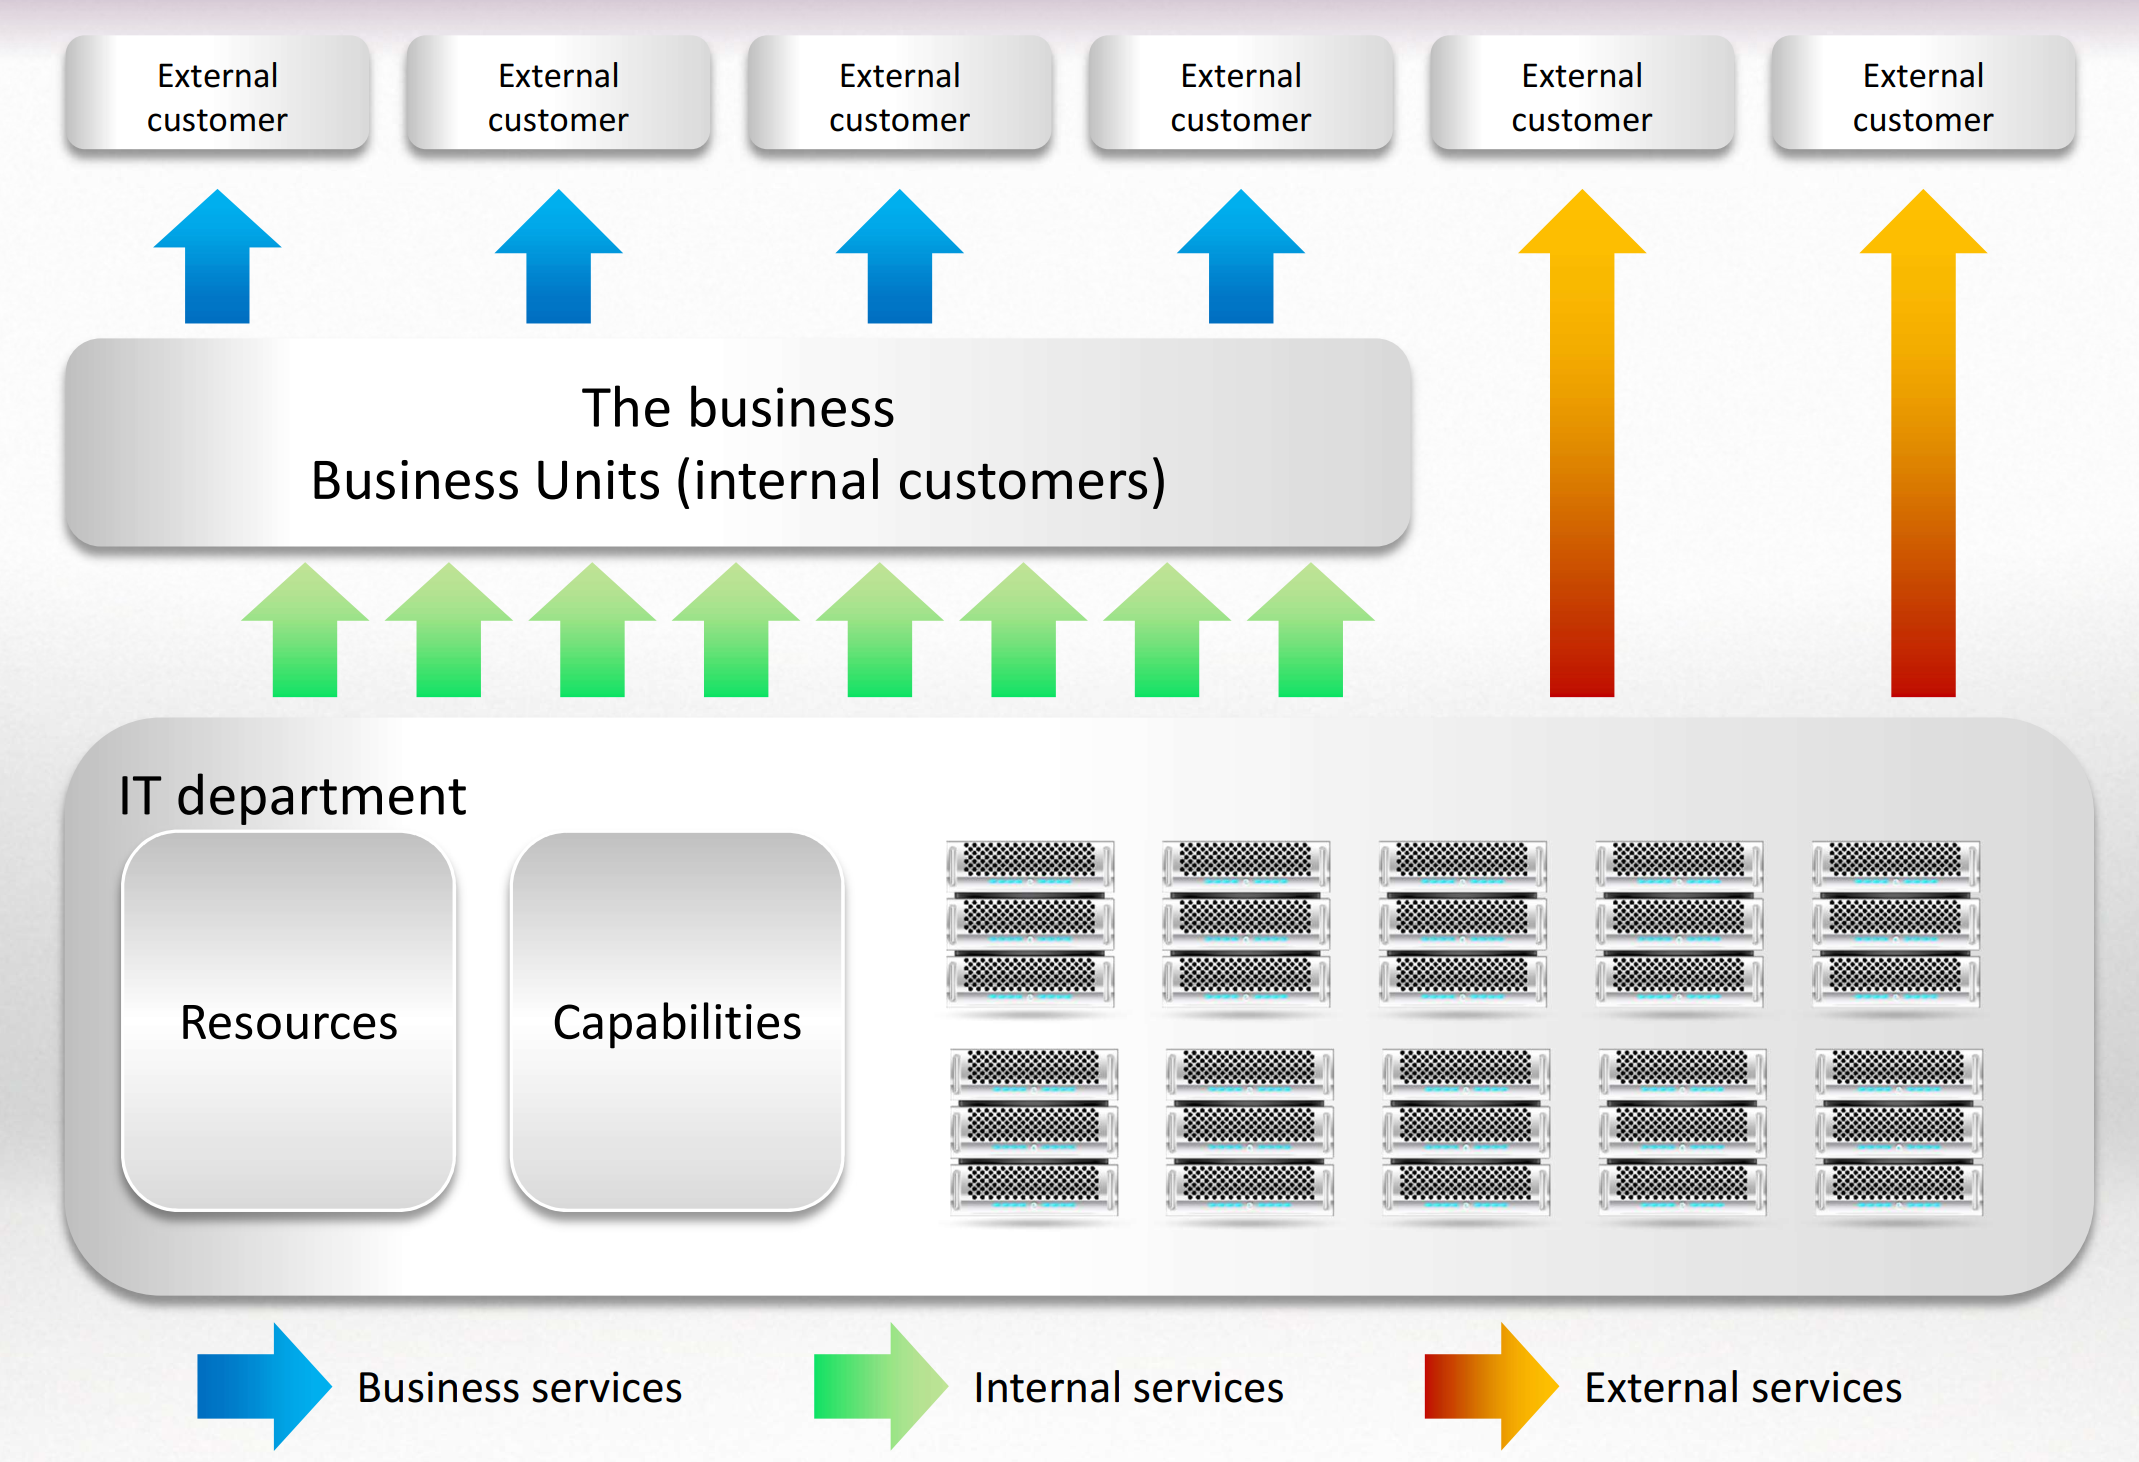 External
customer
External
customer
External
customer
External
customer
External
customer
External
customer
The business
Business Units (internal customers)
IT department
Resources
Capabilities
Business services
Internal services
External services